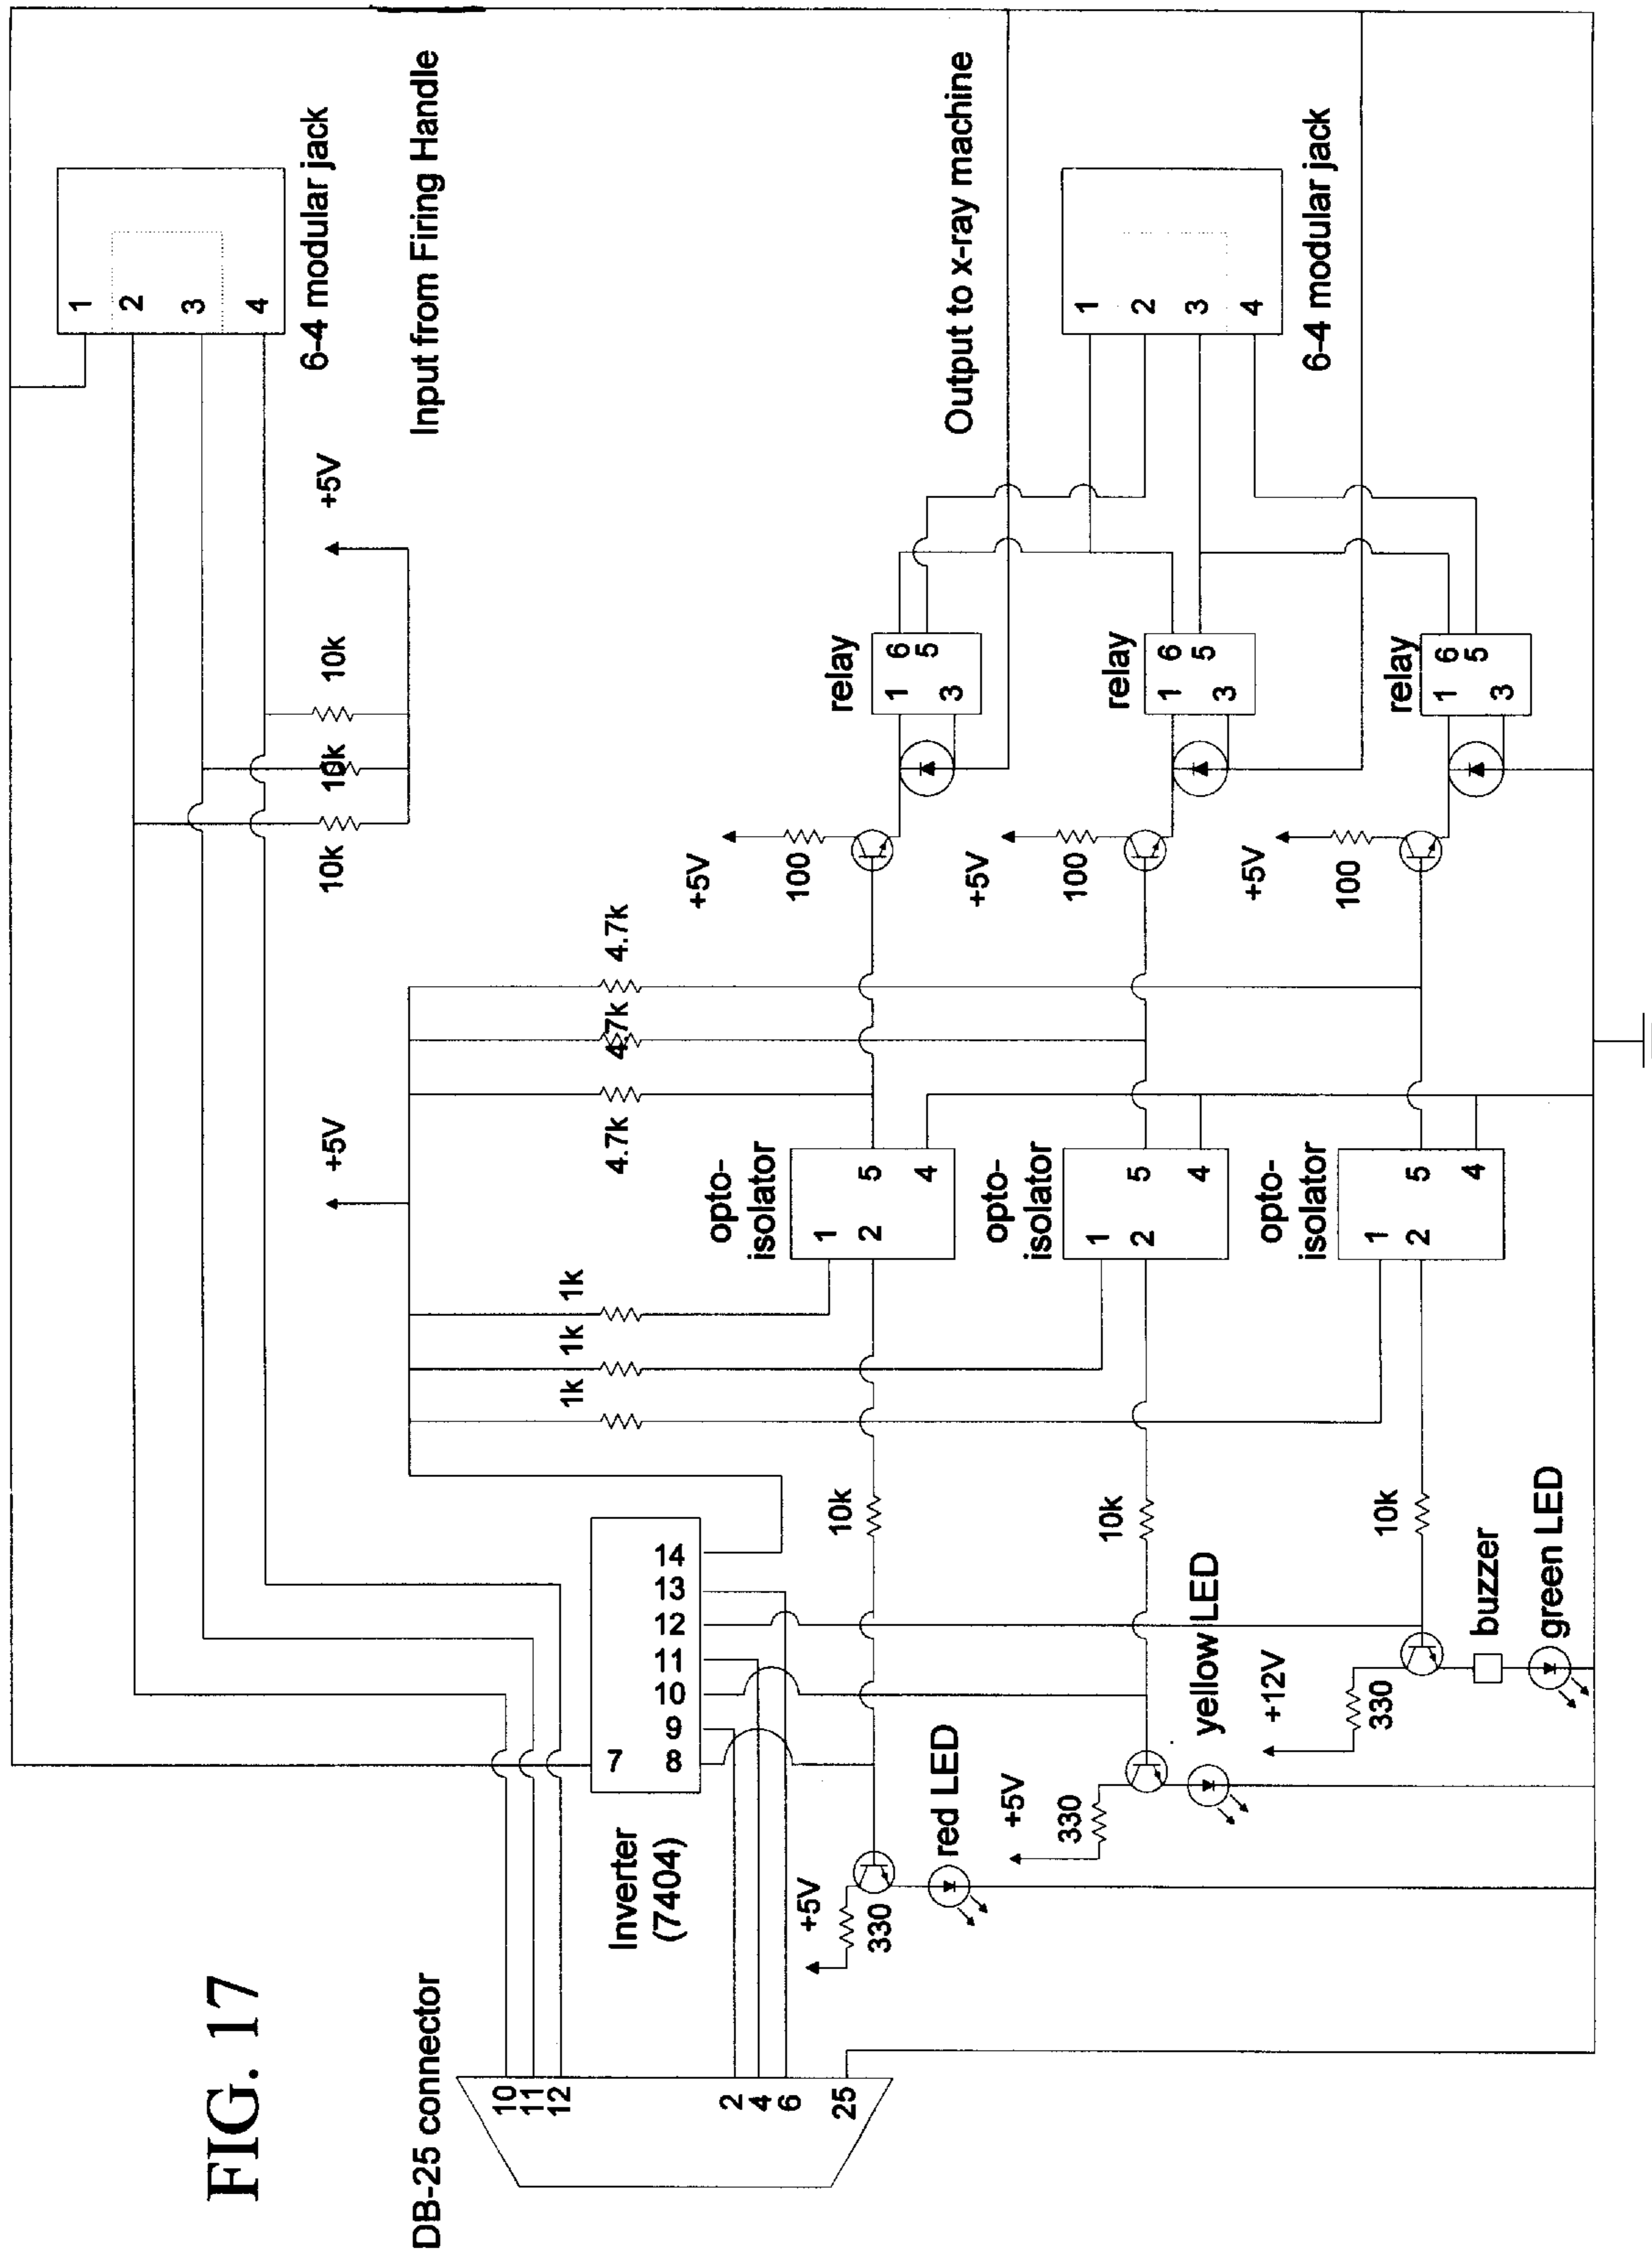 FIG. 17
DB-25 connector
10
11
12
2
4
6
25
Inverter
(7404)
7
8
9
10
11
12
13
14
+5V
330
red LED
+5V
330
yellow LED
+12V
330
buzzer
green LED
10k
10k
10k
1k
1k
1k
+5V
opto-
isolator
1
2
5
4
opto-
isolator
1
2
5
4
opto-
isolator
1
2
5
4
4.7k
4.7k
4.7k
+5V
100
+5V
100
+5V
100
relay
1
3
6
5
relay
1
3
6
5
relay
1
3
6
5
10k
10k
10k
+5V
Input from Firing Handle
1
2
3
4
6-4 modular jack
Output to x-ray machine
1
2
3
4
6-4 modular jack